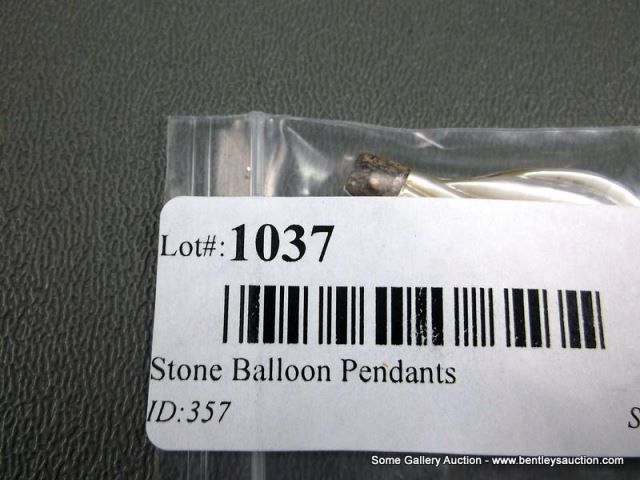 Lot#: 1037
Stone Balloon Pendants
ID:357
S
Some Gallery Auction - www.bentleysauction.com